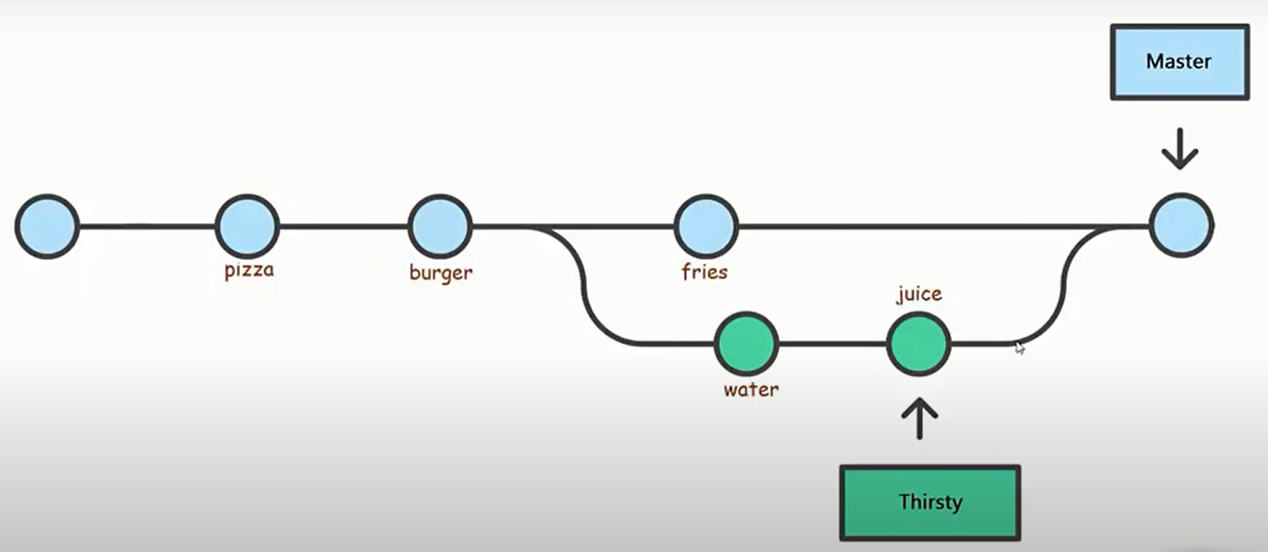 Master
pizza
burger
fries
juice
water
Thirsty